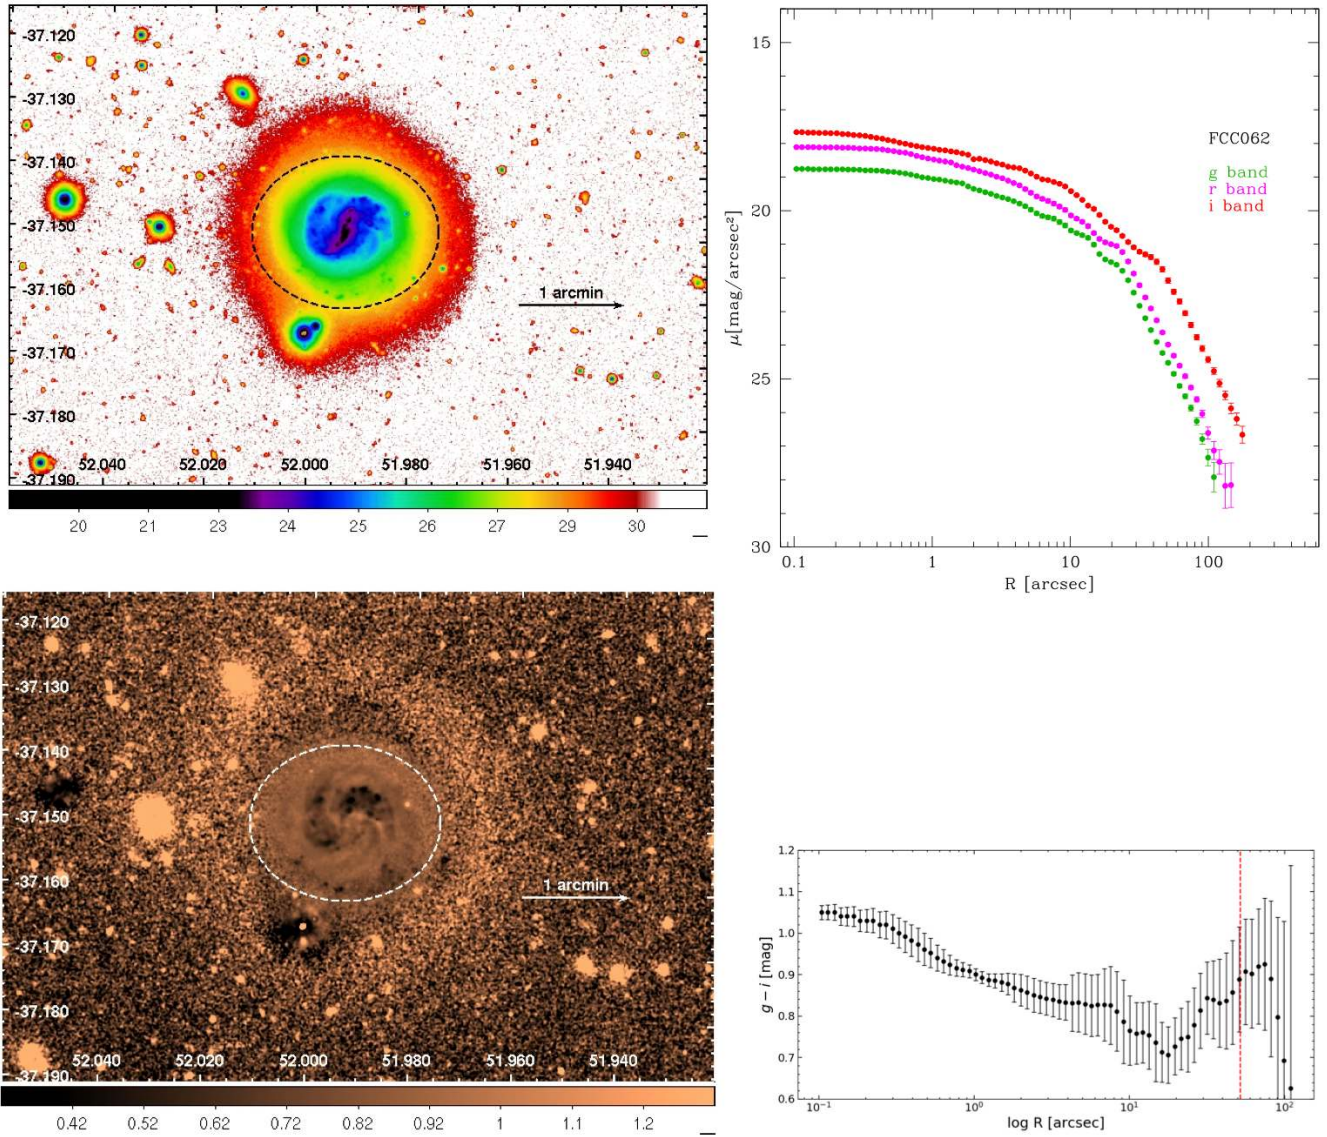 -37.120
-37.130
-37.140
-37.150
-37.160
-37.170
-37.180
-37.190
1 arcmin
52.040 52.020 52.000 51.980 51.960 51.940
20 21 23 24 25 26 27 29 30
15
20
25
30
μ[mag/arcsec²]
FCC062
g band
r band
i band
0.1 1 10 100
R [arcsec]
-37.120
-37.130
-37.140
-37.150
-37.160
-37.170
-37.180
-37.190
1 arcmin
52.040 52.020 52.000 51.980 51.960 51.940
0.42 0.52 0.62 0.72 0.82 0.92 1 1.1 1.2
1.2
1.1
1.0
0.9
0.8
0.7
0.6
g − i [mag]
10⁻¹ 10⁰ 10¹ 10²
log R [arcsec]